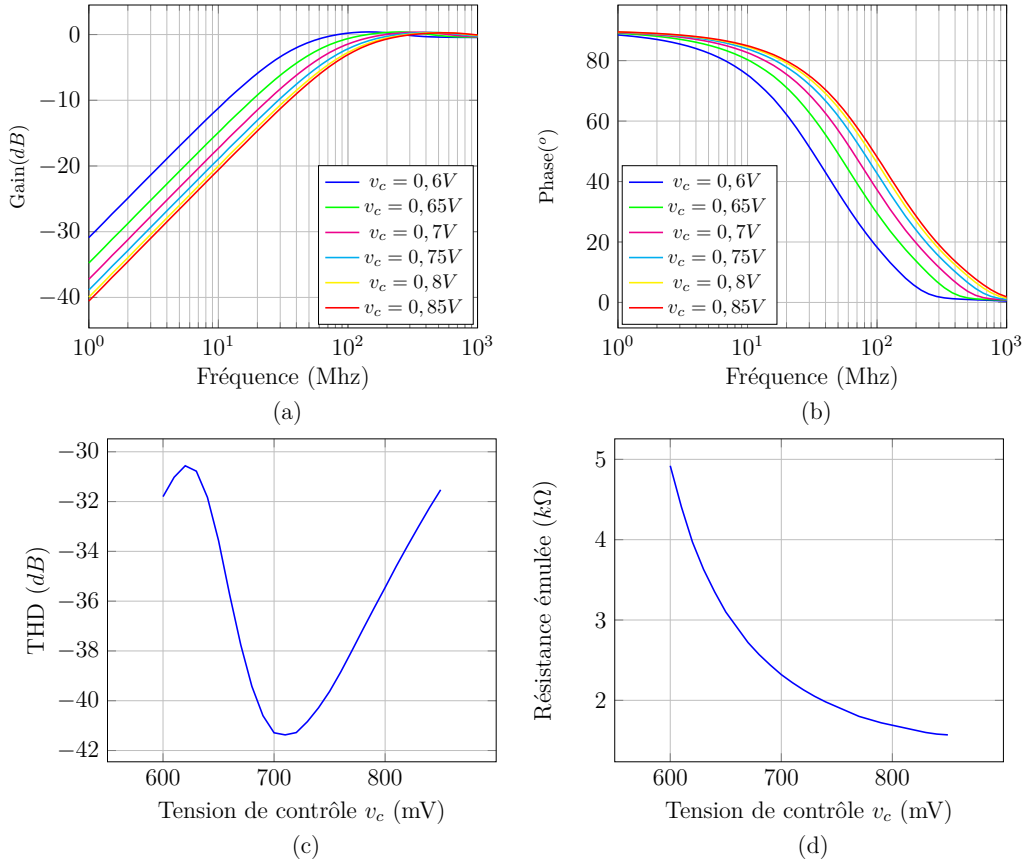 0
−10
−20
−30
−40
Gain(dB)
v_c = 0, 6V
v_c = 0, 65V
v_c = 0, 7V
v_c = 0, 75V
v_c = 0, 8V
v_c = 0, 85V
10^0 10^1 10^2 10^3
Fréquence (Mhz)
(a)
80
60
40
20
0
Phase(^o)
v_c = 0, 6V
v_c = 0, 65V
v_c = 0, 7V
v_c = 0, 75V
v_c = 0, 8V
v_c = 0, 85V
10^0 10^1 10^2 10^3
Fréquence (Mhz)
(b)
−30
−32
−34
−36
−38
−40
−42
THD (dB)
600 700 800
Tension de contrôle v_c (mV)
(c)
5
4
3
2
Résistance émulée (kΩ)
600 700 800
Tension de contrôle v_c (mV)
(d)